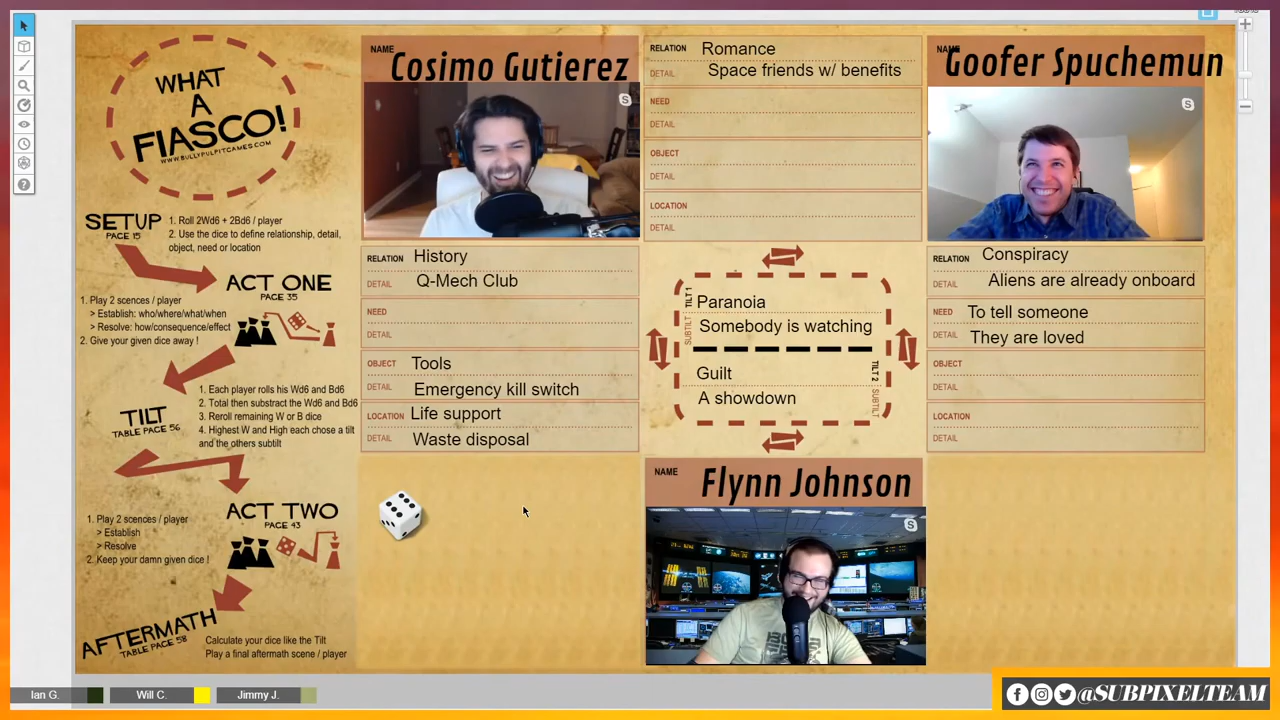 WHAT
A
FIASCO!
WWW.BULLYPULPITGAMES.COM
SETUP
PAGE 15
1. Roll 2Wd6 + 2Bd6 / player
2. Use the dice to define relationship, detail,
object, need or location
ACT ONE
PAGE 35
1. Play 2 scences / player
> Establish: who/where/what/when
> Resolve: how/consequence/effect
2. Give your given dice away !
TILT
TABLE PAGE 56
1. Each player rolls his Wd6 and Bd6
2. Total then substract the Wd6 and Bd6
3. Reroll remaining W or B dice
4. Highest W and High each chose a tilt
and the others subtilt
ACT TWO
PAGE 43
1. Play 2 scences / player
> Establish
> Resolve
2. Keep your damn given dice !
AFTERMATH
TABLE PAGE 58
Calculate your dice like the Tilt
Play a final aftermath scene / player
NAME
Cosimo Gutierez
RELATION Romance
DETAIL Space friends w/ benefits
NEED
DETAIL
OBJECT
DETAIL
LOCATION
DETAIL
NAME
Goofer Spuchemun
RELATION History
DETAIL Q-Mech Club
NEED
DETAIL
OBJECT Tools
DETAIL Emergency kill switch
LOCATION Life support
DETAIL Waste disposal
TILT 1
Paranoia
SUBTILT
Somebody is watching
Guilt
TILT 2
A showdown
SUBTILT
RELATION Conspiracy
DETAIL Aliens are already onboard
NEED To tell someone
DETAIL They are loved
OBJECT
DETAIL
LOCATION
DETAIL
NAME
Flynn Johnson
Ian G.
Will C.
Jimmy J.
@SUBPIXELTEAM